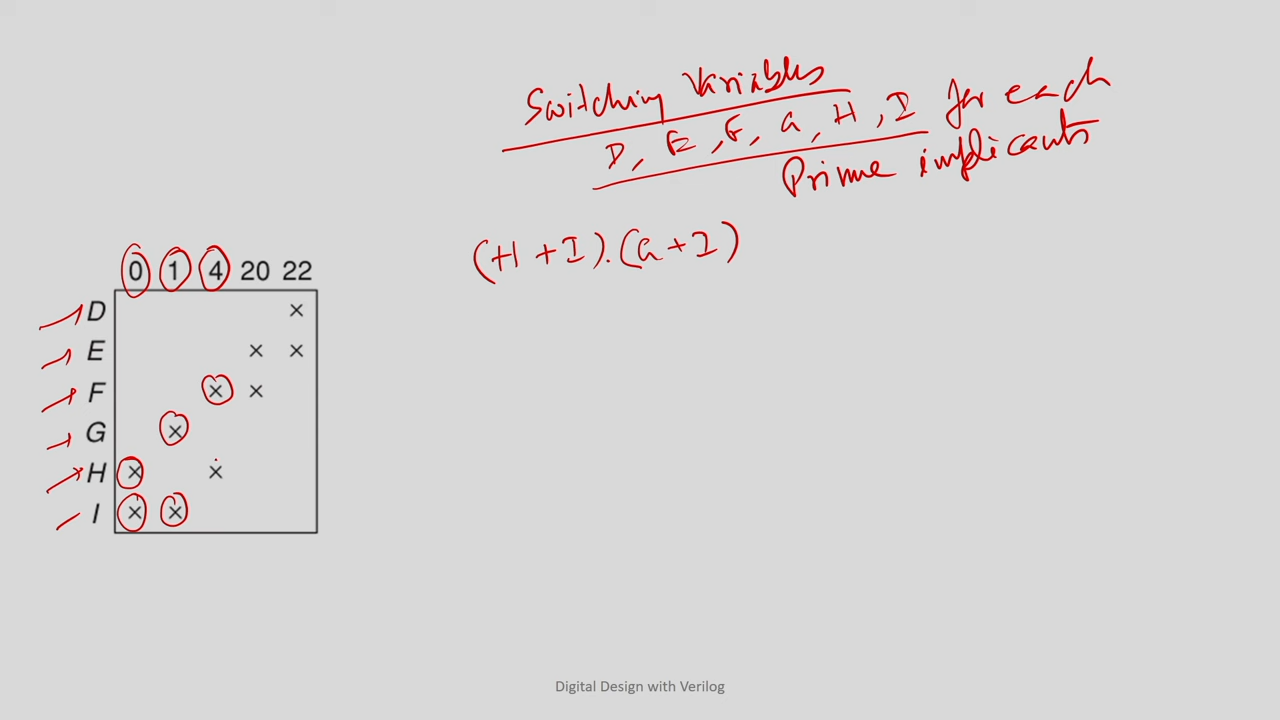 Switching Variables
D, E, F, G, H, I for each
Prime implicants
(H + I).(G + I)
0 1 4 20 22
D ×
E × ×
F × ×
G ×
H × ×
I × ×
Digital Design with Verilog